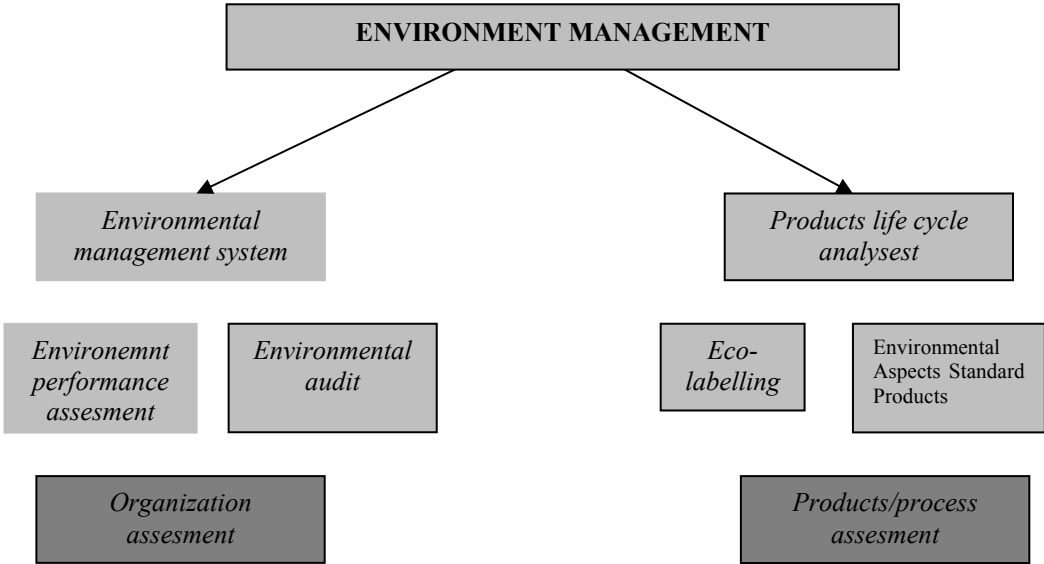 ENVIRONMENT MANAGEMENT
Environmental
management system
Products life cycle
analysest
Environemnt
performance
assesment
Environmental
audit
Eco-
labelling
Environmental
Aspects Standard
Products
Organization
assesment
Products/process
assesment